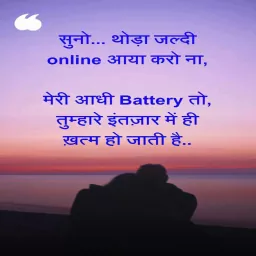 सुनो... थोड़ा जल्दी
online आया करो ना,
मेरी आधी Battery तो,
तुम्हारे इंतज़ार में ही
ख़त्म हो जाती है..